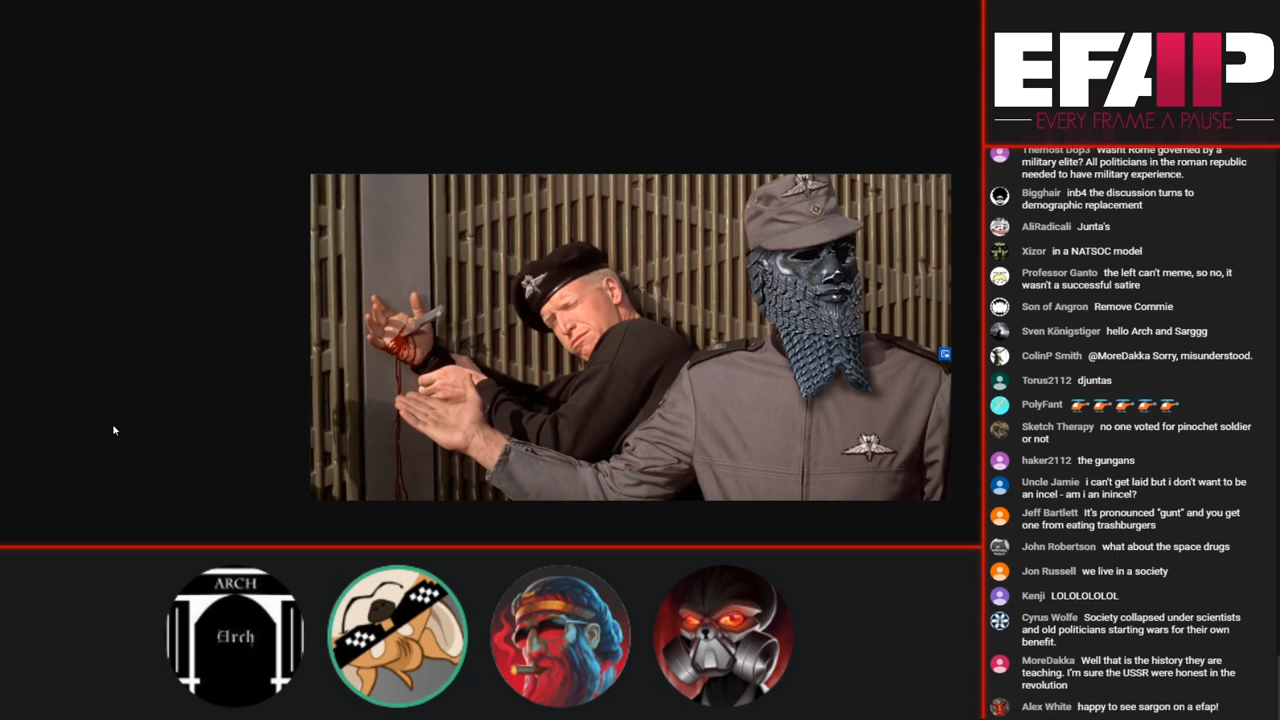 EFAP
EVERY FRAME A PAUSE
Themost Dop3 Wasnt Rome governed by a
military elite? All politicians in the roman republic
needed to have military experience.
Bigghair inb4 the discussion turns to
demographic replacement
AliRadicali Junta's
Xizor in a NATSOC model
Professor Ganto the left can't meme, so no, it
wasn't a successful satire
Son of Angron Remove Commie
Sven Königstiger hello Arch and Sarggg
ColinP Smith @MoreDakka Sorry, misunderstood.
Torus2112 djuntas
PolyFant
Sketch Therapy no one voted for pinochet soldier
or not
haker2112 the gungans
Uncle Jamie i can't get laid but i don't want to be
an incel - am i an inincel?
Jeff Bartlett It's pronounced "gunt" and you get
one from eating trashburgers
John Robertson what about the space drugs
Jon Russell we live in a society
Kenji LOLOLOLOLOL
Cyrus Wolfe Society collapsed under scientists
and old politicians starting wars for their own
benefit.
MoreDakka Well that is the history they are
teaching. I'm sure the USSR were honest in the
revolution
Alex White happy to see sargon on a efap!
ARCH
Arch